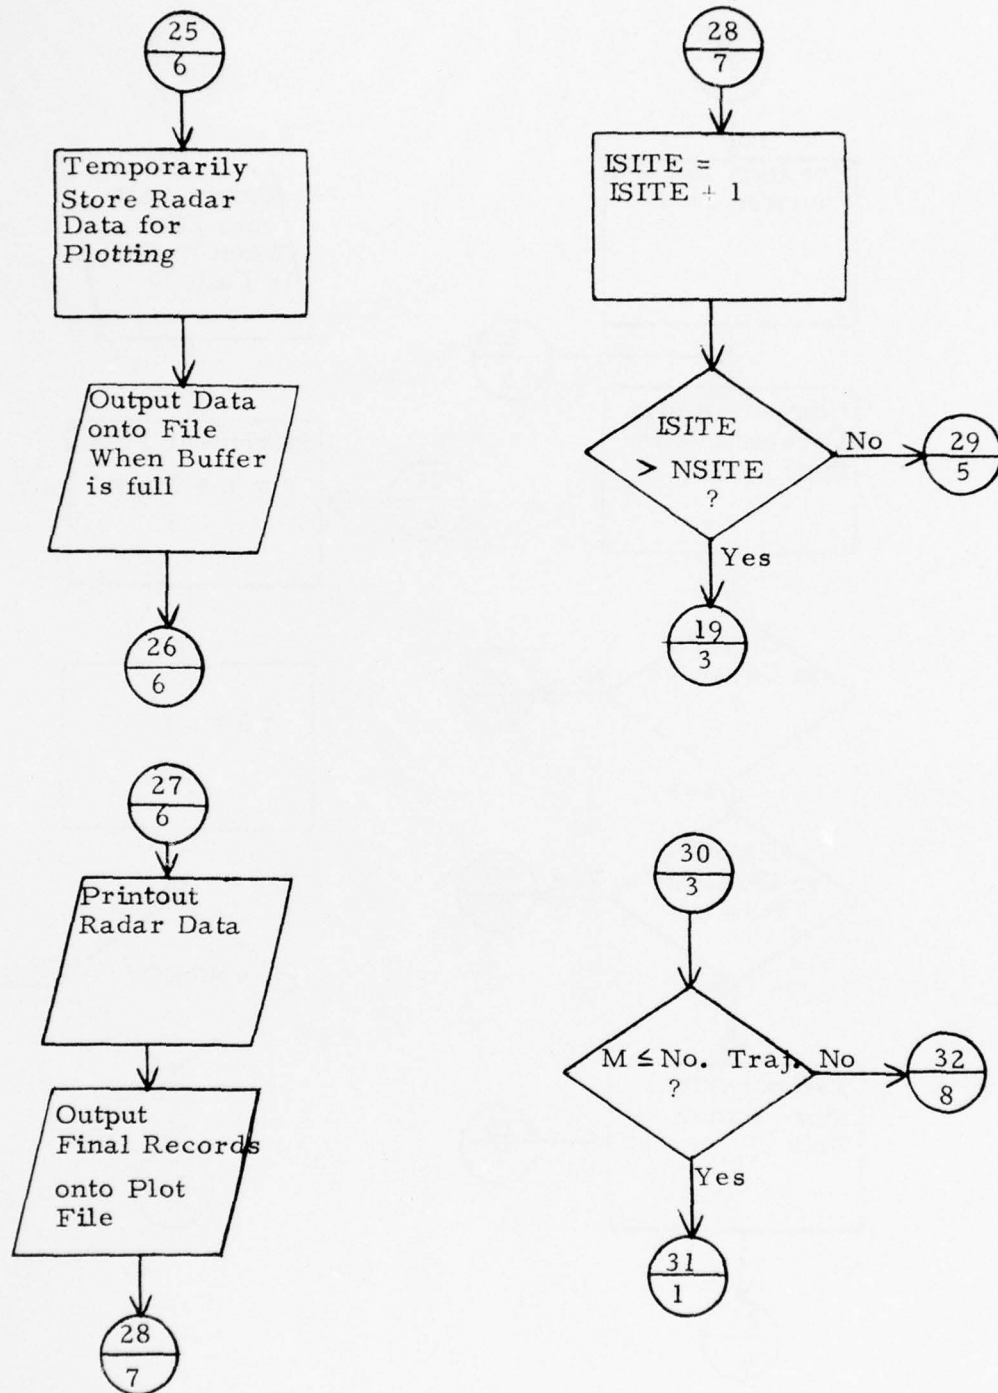 25
6
Temporarily
Store Radar
Data for
Plotting
Output Data
onto File
When Buffer
is full
26
6
27
6
Printout
Radar Data
Output
Final Records
onto Plot
File
28
7
28
7
ISITE =
ISITE + 1
ISITE
> NSITE
?
No
29
5
Yes
19
3
30
3
M ≤ No. Traj.
?
No
32
8
Yes
31
1